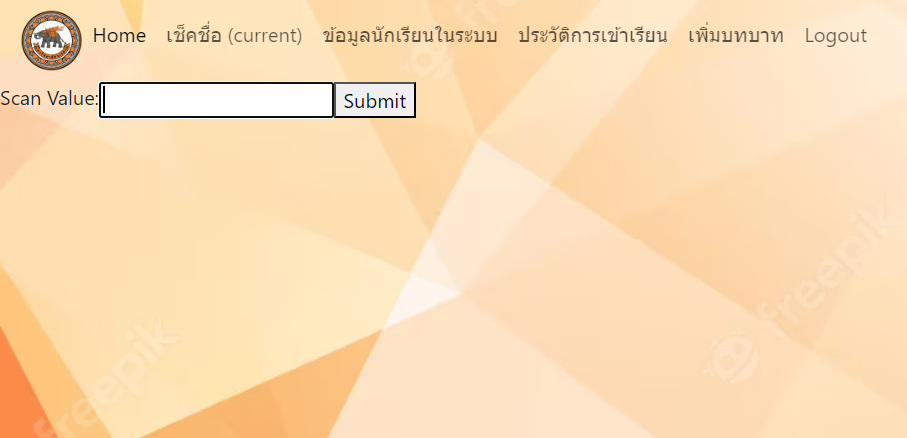 Home เช็คชื่อ (current) ข้อมูลนักเรียนในระบบ ประวัติการเข้าเรียน เพิ่มบทบาท Logout
Scan Value: Submit
freepik
freepik